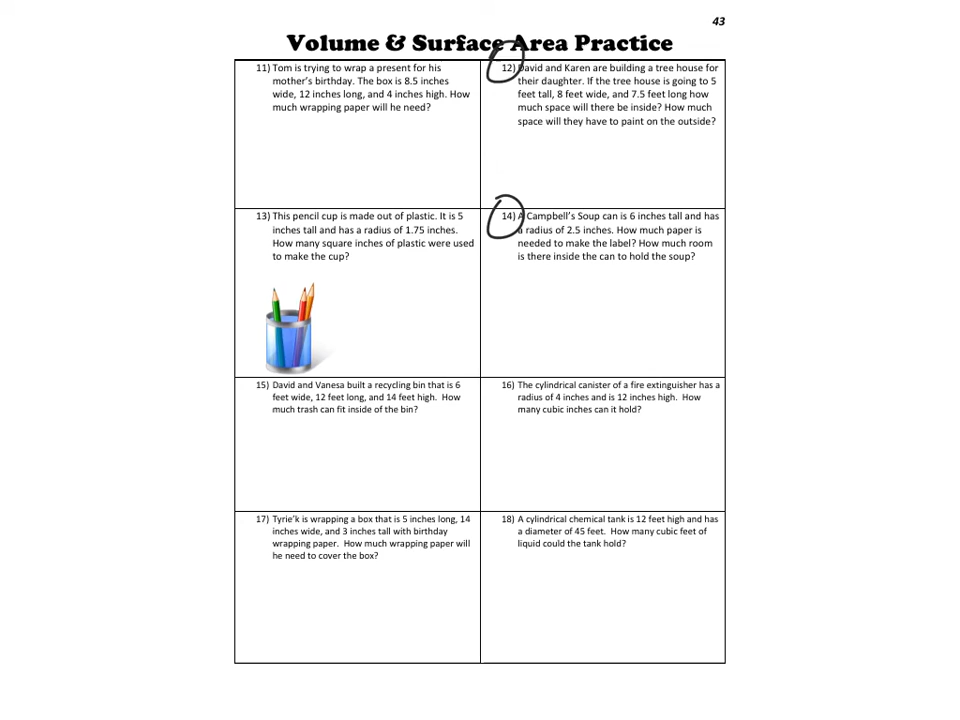 43
Volume & Surface Area Practice
11) Tom is trying to wrap a present for his
mother's birthday. The box is 8.5 inches
wide, 12 inches long, and 4 inches high. How
much wrapping paper will he need?
12) David and Karen are building a tree house for
their daughter. If the tree house is going to 5
feet tall, 8 feet wide, and 7.5 feet long how
much space will there be inside? How much
space will they have to paint on the outside?
13) This pencil cup is made out of plastic. It is 5
inches tall and has a radius of 1.75 inches.
How many square inches of plastic were used
to make the cup?
14) A Campbell's Soup can is 6 inches tall and has
a radius of 2.5 inches. How much paper is
needed to make the label? How much room
is there inside the can to hold the soup?
15) David and Vanesa built a recycling bin that is 6
feet wide, 12 feet long, and 14 feet high. How
much trash can fit inside of the bin?
16) The cylindrical canister of a fire extinguisher has a
radius of 4 inches and is 12 inches high. How
many cubic inches can it hold?
17) Tyrie'k is wrapping a box that is 5 inches long, 14
inches wide, and 3 inches tall with birthday
wrapping paper. How much wrapping paper will
he need to cover the box?
18) A cylindrical chemical tank is 12 feet high and has
a diameter of 45 feet. How many cubic feet of
liquid could the tank hold?